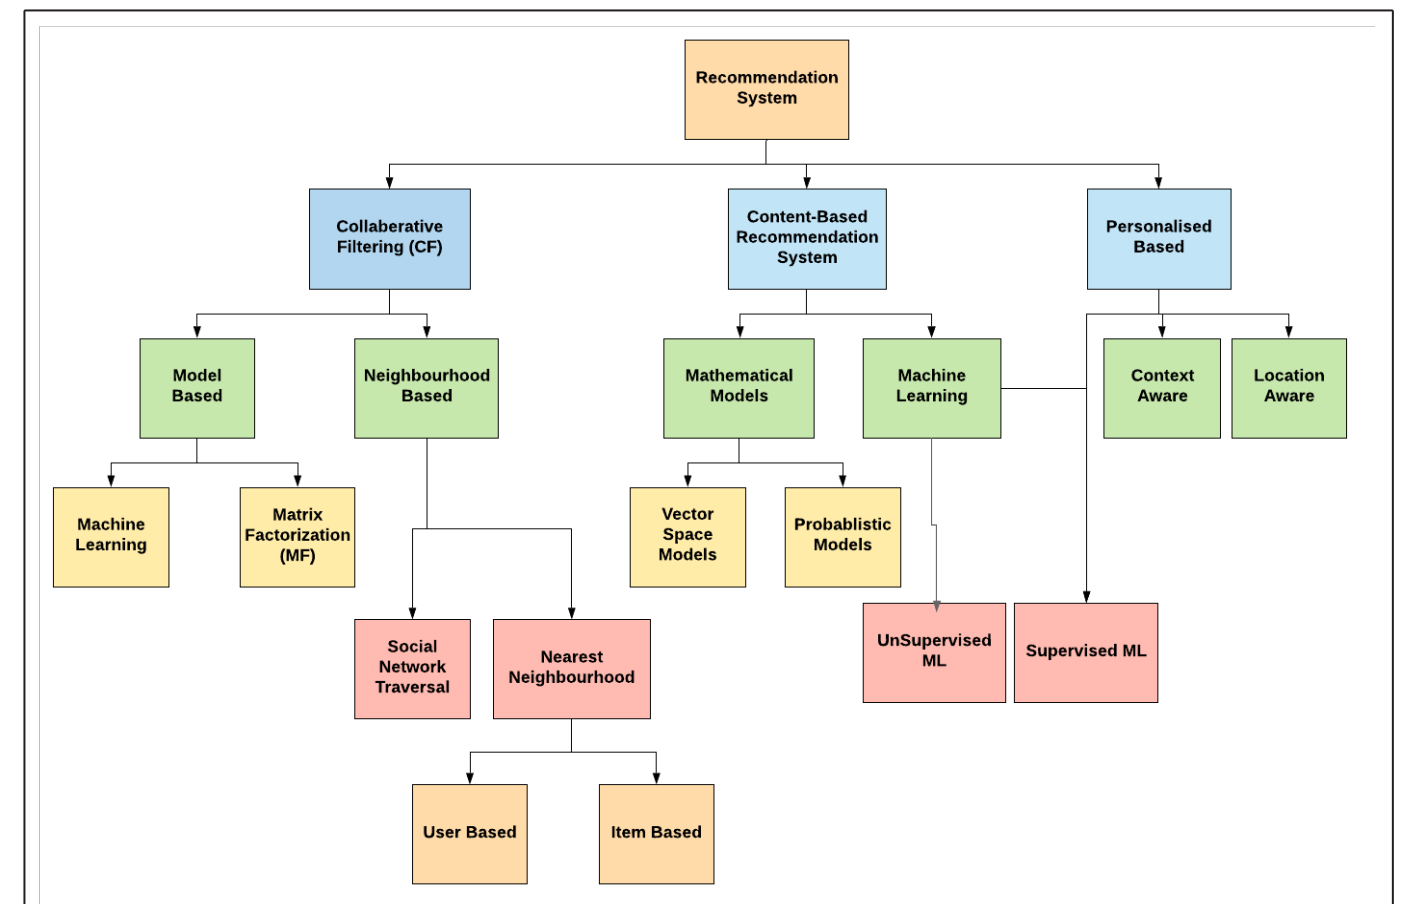 Recommendation
System
Collaberative
Filtering (CF)
Content-Based
Recommendation
System
Personalised
Based
Model
Based
Neighbourhood
Based
Mathematical
Models
Machine
Learning
Context
Aware
Location
Aware
Machine
Learning
Matrix
Factorization
(MF)
Vector
Space
Models
Probablistic
Models
Social
Network
Traversal
Nearest
Neighbourhood
UnSupervised
ML
Supervised ML
User Based
Item Based